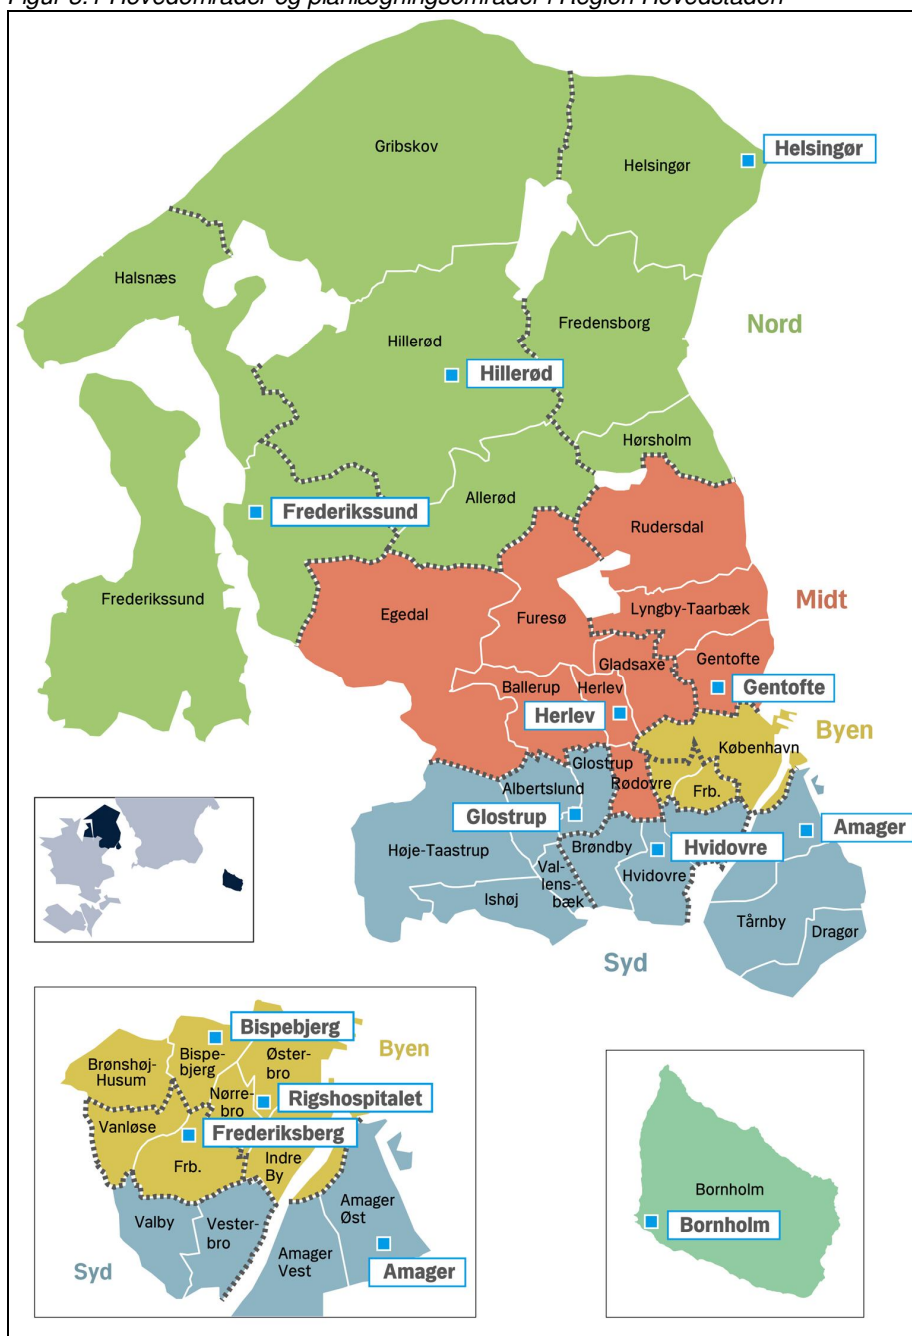 Figur 3.1 Hovedområder og planlægningsområder i Region Hovedstaden
Gribskov
Helsingør
Helsingør
Halsnæs
Nord
Fredensborg
Hillerød
Hillerød
Hørsholm
Allerød
Frederikssund
Rudersdal
Frederikssund
Midt
Lyngby-Taarbæk
Egedal
Furesø
Gentofte
Gladsaxe
Ballerup
Herlev
Gentofte
Herlev
Byen
København
Glostrup
Rødovre
Albertslund
Frb.
Glostrup
Amager
Brøndby
Hvidovre
Høje-Taastrup
Val-
lens-
bæk
Hvidovre
Ishøj
Tårnby
Dragør
Syd
Bispebjerg
Byen
Brønshøj-
Husum
Bispe-
bjerg
Øster-
bro
Nørre-
bro
Rigshospitalet
Vanløse
Frederiksberg
Frb.
Indre
By
Valby
Vester-
bro
Amager
Øst
Amager
Vest
Syd
Amager
Bornholm
Bornholm